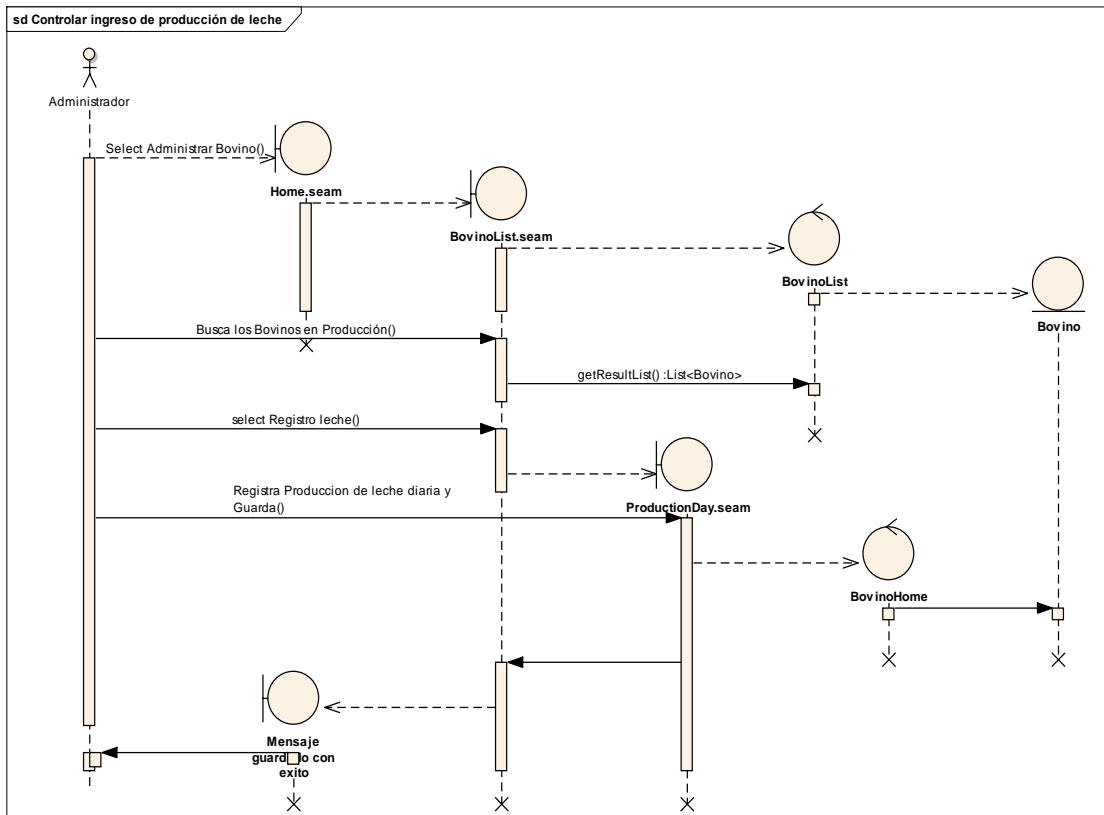 sd Controlar ingreso de producción de leche
Administrador
Select Administrar Bovino()
Home.seam
BovinoList.seam
BovinoList
Bovino
Busca los Bovinos en Producción()
getResultList() :List<Bovino>
select Registro leche()
Registra Produccion de leche diaria y
Guarda()
ProductionDay.seam
BovinoHome
Mensaje
guardado con
exito